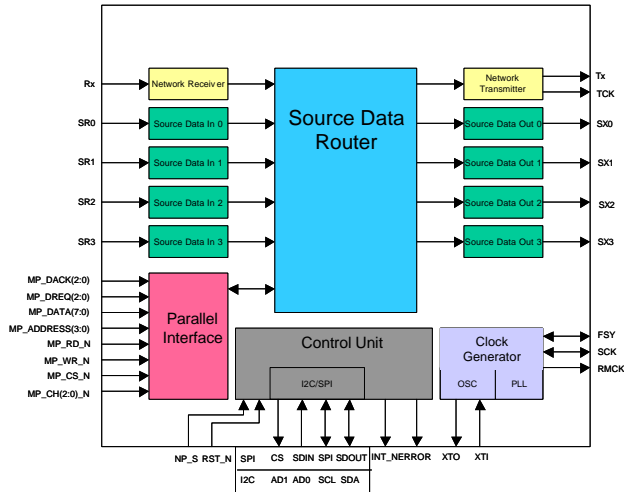 Rx
Network Receiver
Source Data
Router
Network
Transmitter
Tx
TCK
SR0
Source Data In 0
Source Data Out 0
SX0
SR1
Source Data In 1
Source Data Out 1
SX1
SR2
Source Data In 2
Source Data Out 2
SX2
SR3
Source Data In 3
Source Data Out 3
SX3
MP_DACK(2:0)
MP_DREQ(2:0)
MP_DATA(7:0)
MP_ADDRESS(3:0)
MP_RD_N
MP_WR_N
MP_CS_N
MP_CH(2:0)_N
Parallel
Interface
Control Unit
I2C/SPI
Clock
Generator
OSC
PLL
FSY
SCK
RMCK
NP_S
RST_N
SPI
CS
SDIN
SPI
SDOUT
INT_N
ERROR
XTO
XTI
I2C
AD1
AD0
SCL
SDA